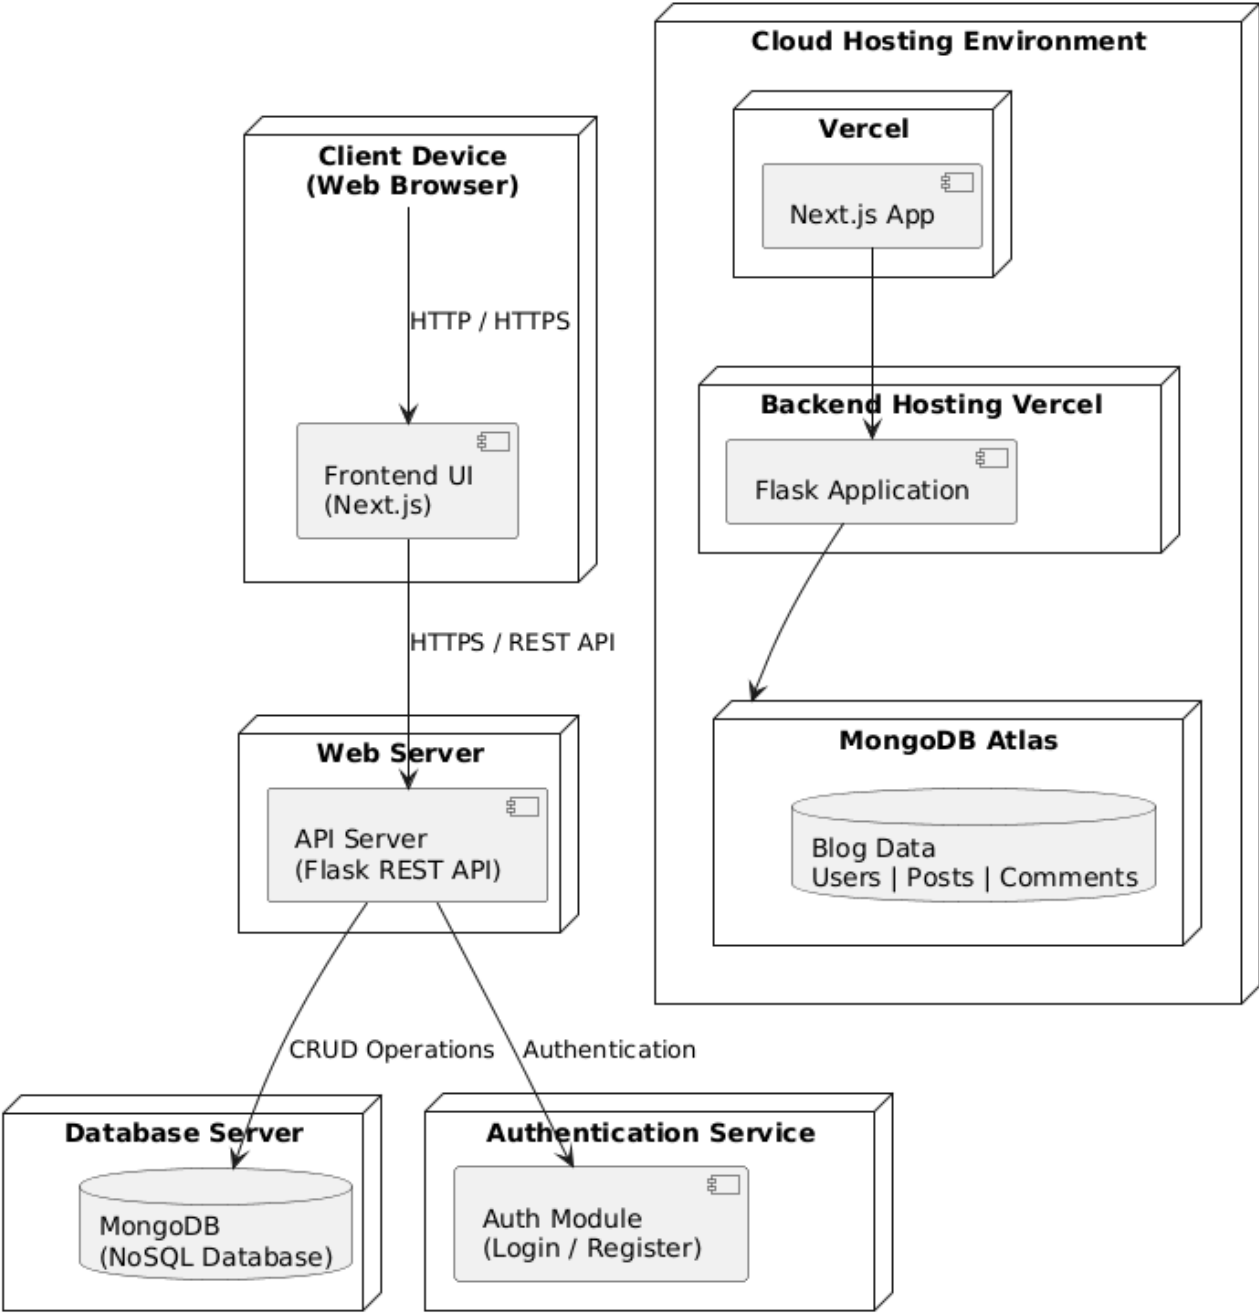 Cloud Hosting Environment
Vercel
Next.js App
Backend Hosting Vercel
Flask Application
MongoDB Atlas
Blog Data
Users | Posts | Comments
Client Device
(Web Browser)
HTTP / HTTPS
Frontend UI
(Next.js)
HTTPS / REST API
Web Server
API Server
(Flask REST API)
CRUD Operations
Authentication
Database Server
MongoDB
(NoSQL Database)
Authentication Service
Auth Module
(Login / Register)